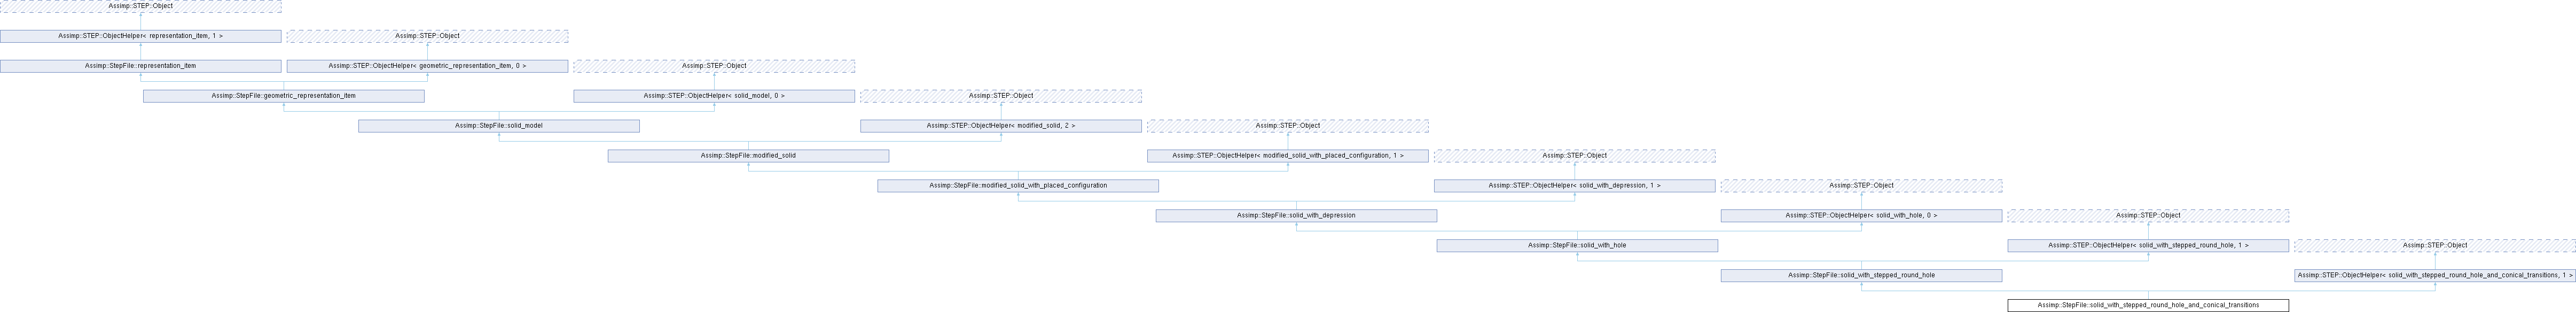 Assimp::STEP::Object
Assimp::STEP::ObjectHelper< representation_item, 1 >
Assimp::STEP::Object
Assimp::StepFile::representation_item
Assimp::STEP::ObjectHelper< geometric_representation_item, 0 >
Assimp::STEP::Object
Assimp::StepFile::geometric_representation_item
Assimp::STEP::ObjectHelper< solid_model, 0 >
Assimp::STEP::Object
Assimp::StepFile::solid_model
Assimp::STEP::ObjectHelper< modified_solid, 2 >
Assimp::STEP::Object
Assimp::StepFile::modified_solid
Assimp::STEP::ObjectHelper< modified_solid_with_placed_configuration, 1 >
Assimp::STEP::Object
Assimp::StepFile::modified_solid_with_placed_configuration
Assimp::STEP::ObjectHelper< solid_with_depression, 1 >
Assimp::STEP::Object
Assimp::StepFile::solid_with_depression
Assimp::STEP::ObjectHelper< solid_with_hole, 0 >
Assimp::STEP::Object
Assimp::StepFile::solid_with_hole
Assimp::STEP::ObjectHelper< solid_with_stepped_round_hole, 1 >
Assimp::STEP::Object
Assimp::StepFile::solid_with_stepped_round_hole
Assimp::STEP::ObjectHelper< solid_with_stepped_round_hole_and_conical_transitions, 1 >
Assimp::StepFile::solid_with_stepped_round_hole_and_conical_transitions